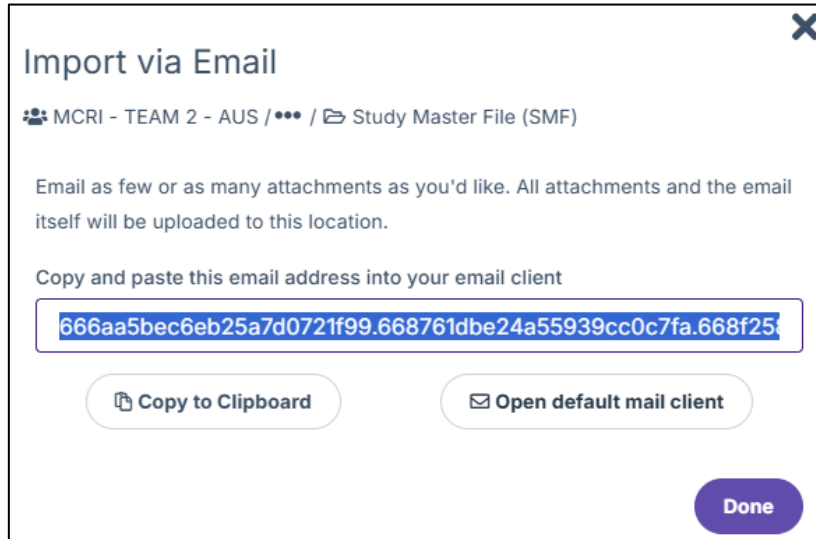 Import via Email
MCRI - TEAM 2 - AUS / ••• / Study Master File (SMF)
Email as few or as many attachments as you'd like. All attachments and the email
itself will be uploaded to this location.
Copy and paste this email address into your email client
666aa5bec6eb25a7d0721f99.668761dbe24a55939cc0c7fa.668f258
Copy to Clipboard
Open default mail client
Done